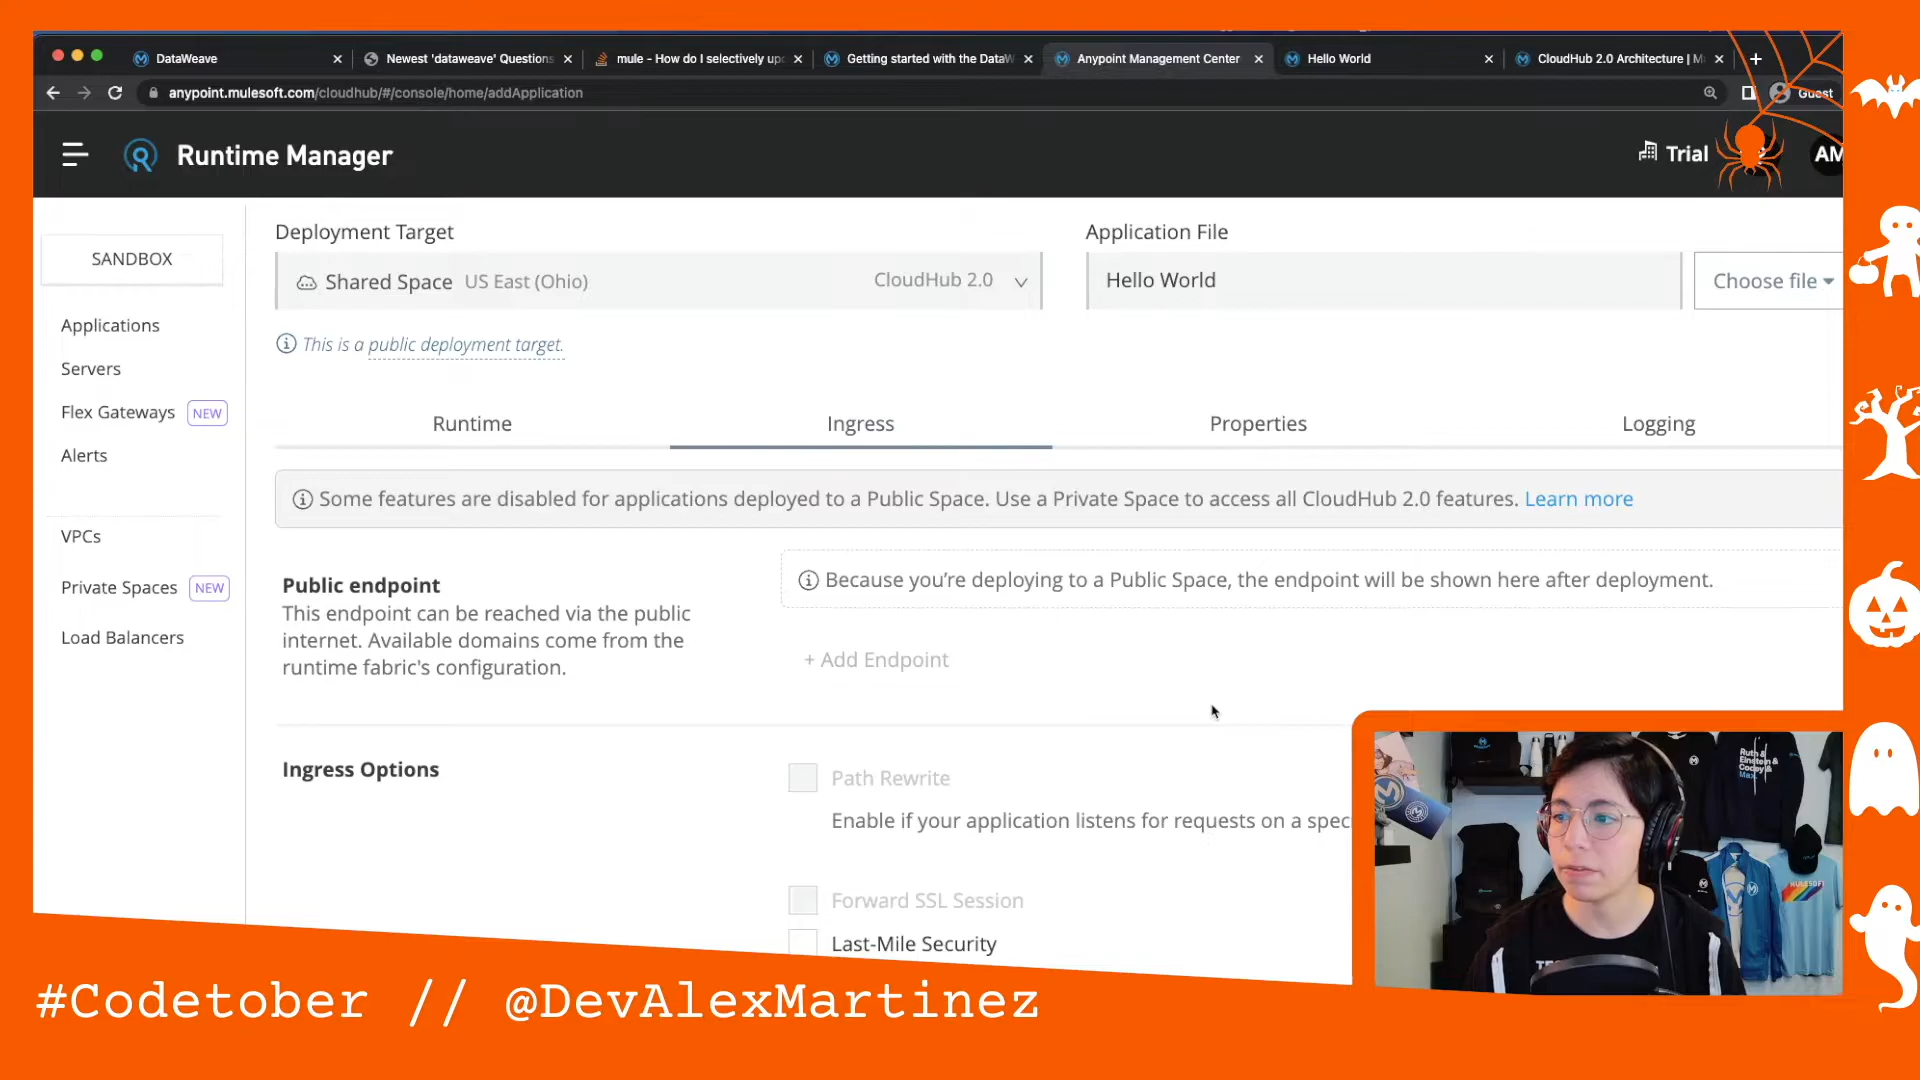 DataWeave
Newest 'dataweave' Questions
mule - How do I selectively up
Getting started with the DataW
Anypoint Management Center
Hello World
CloudHub 2.0 Architecture | M
anypoint.mulesoft.com/cloudhub/#/console/home/addApplication
Guest
Runtime Manager
Trial
AM
SANDBOX
Applications
Servers
Flex Gateways NEW
Alerts
VPCs
Private Spaces NEW
Load Balancers
Deployment Target
Shared Space US East (Ohio) CloudHub 2.0
This is a public deployment target.
Application File
Hello World
Choose file
Runtime
Ingress
Properties
Logging
Some features are disabled for applications deployed to a Public Space. Use a Private Space to access all CloudHub 2.0 features. Learn more
Public endpoint
This endpoint can be reached via the public
internet. Available domains come from the
runtime fabric's configuration.
Because you're deploying to a Public Space, the endpoint will be shown here after deployment.
+ Add Endpoint
Ingress Options
Path Rewrite
Enable if your application listens for requests on a speci
Forward SSL Session
Last-Mile Security
Ruth &
Einstein &
Codey &
Max.
MULESOFT
#Codetober // @DevAlexMartinez